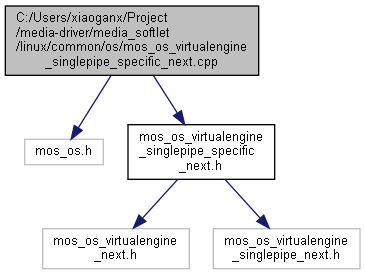 C:/Users/xiaoganx/Project
/media-driver/media_softlet
/linux/common/os/mos_os_virtualengine
_singlepipe_specific_next.cpp
mos_os.h
mos_os_virtualengine
_singlepipe_specific
_next.h
mos_os_virtualengine
_next.h
mos_os_virtualengine
_singlepipe_next.h